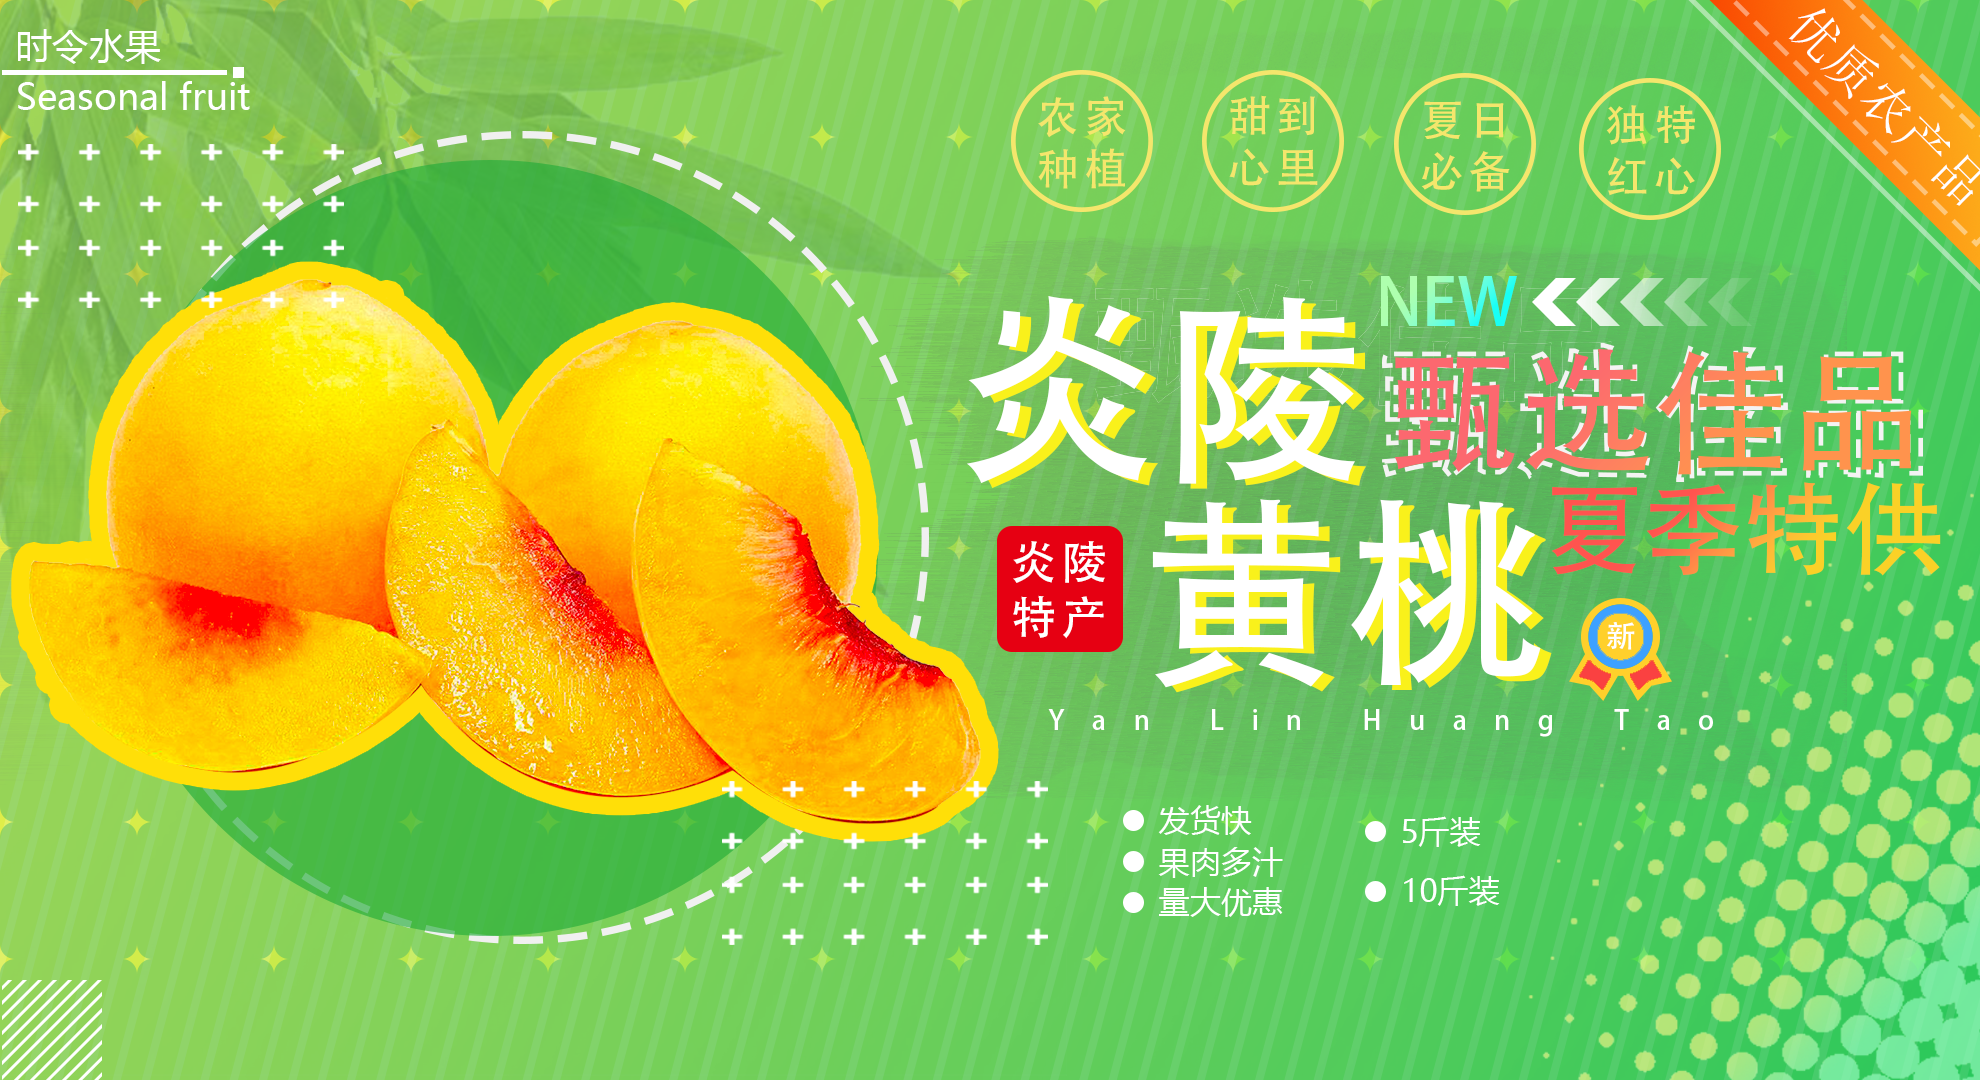 时令水果
Seasonal fruit
优质农产品
农家
种植
甜到
心里
夏日
必备
独特
红心
NEW
炎陵
甄选佳品
夏季特供
黄桃
炎陵
特产
新
Yan Lin Huang Tao
发货快
果肉多汁
量大优惠
5斤装
10斤装